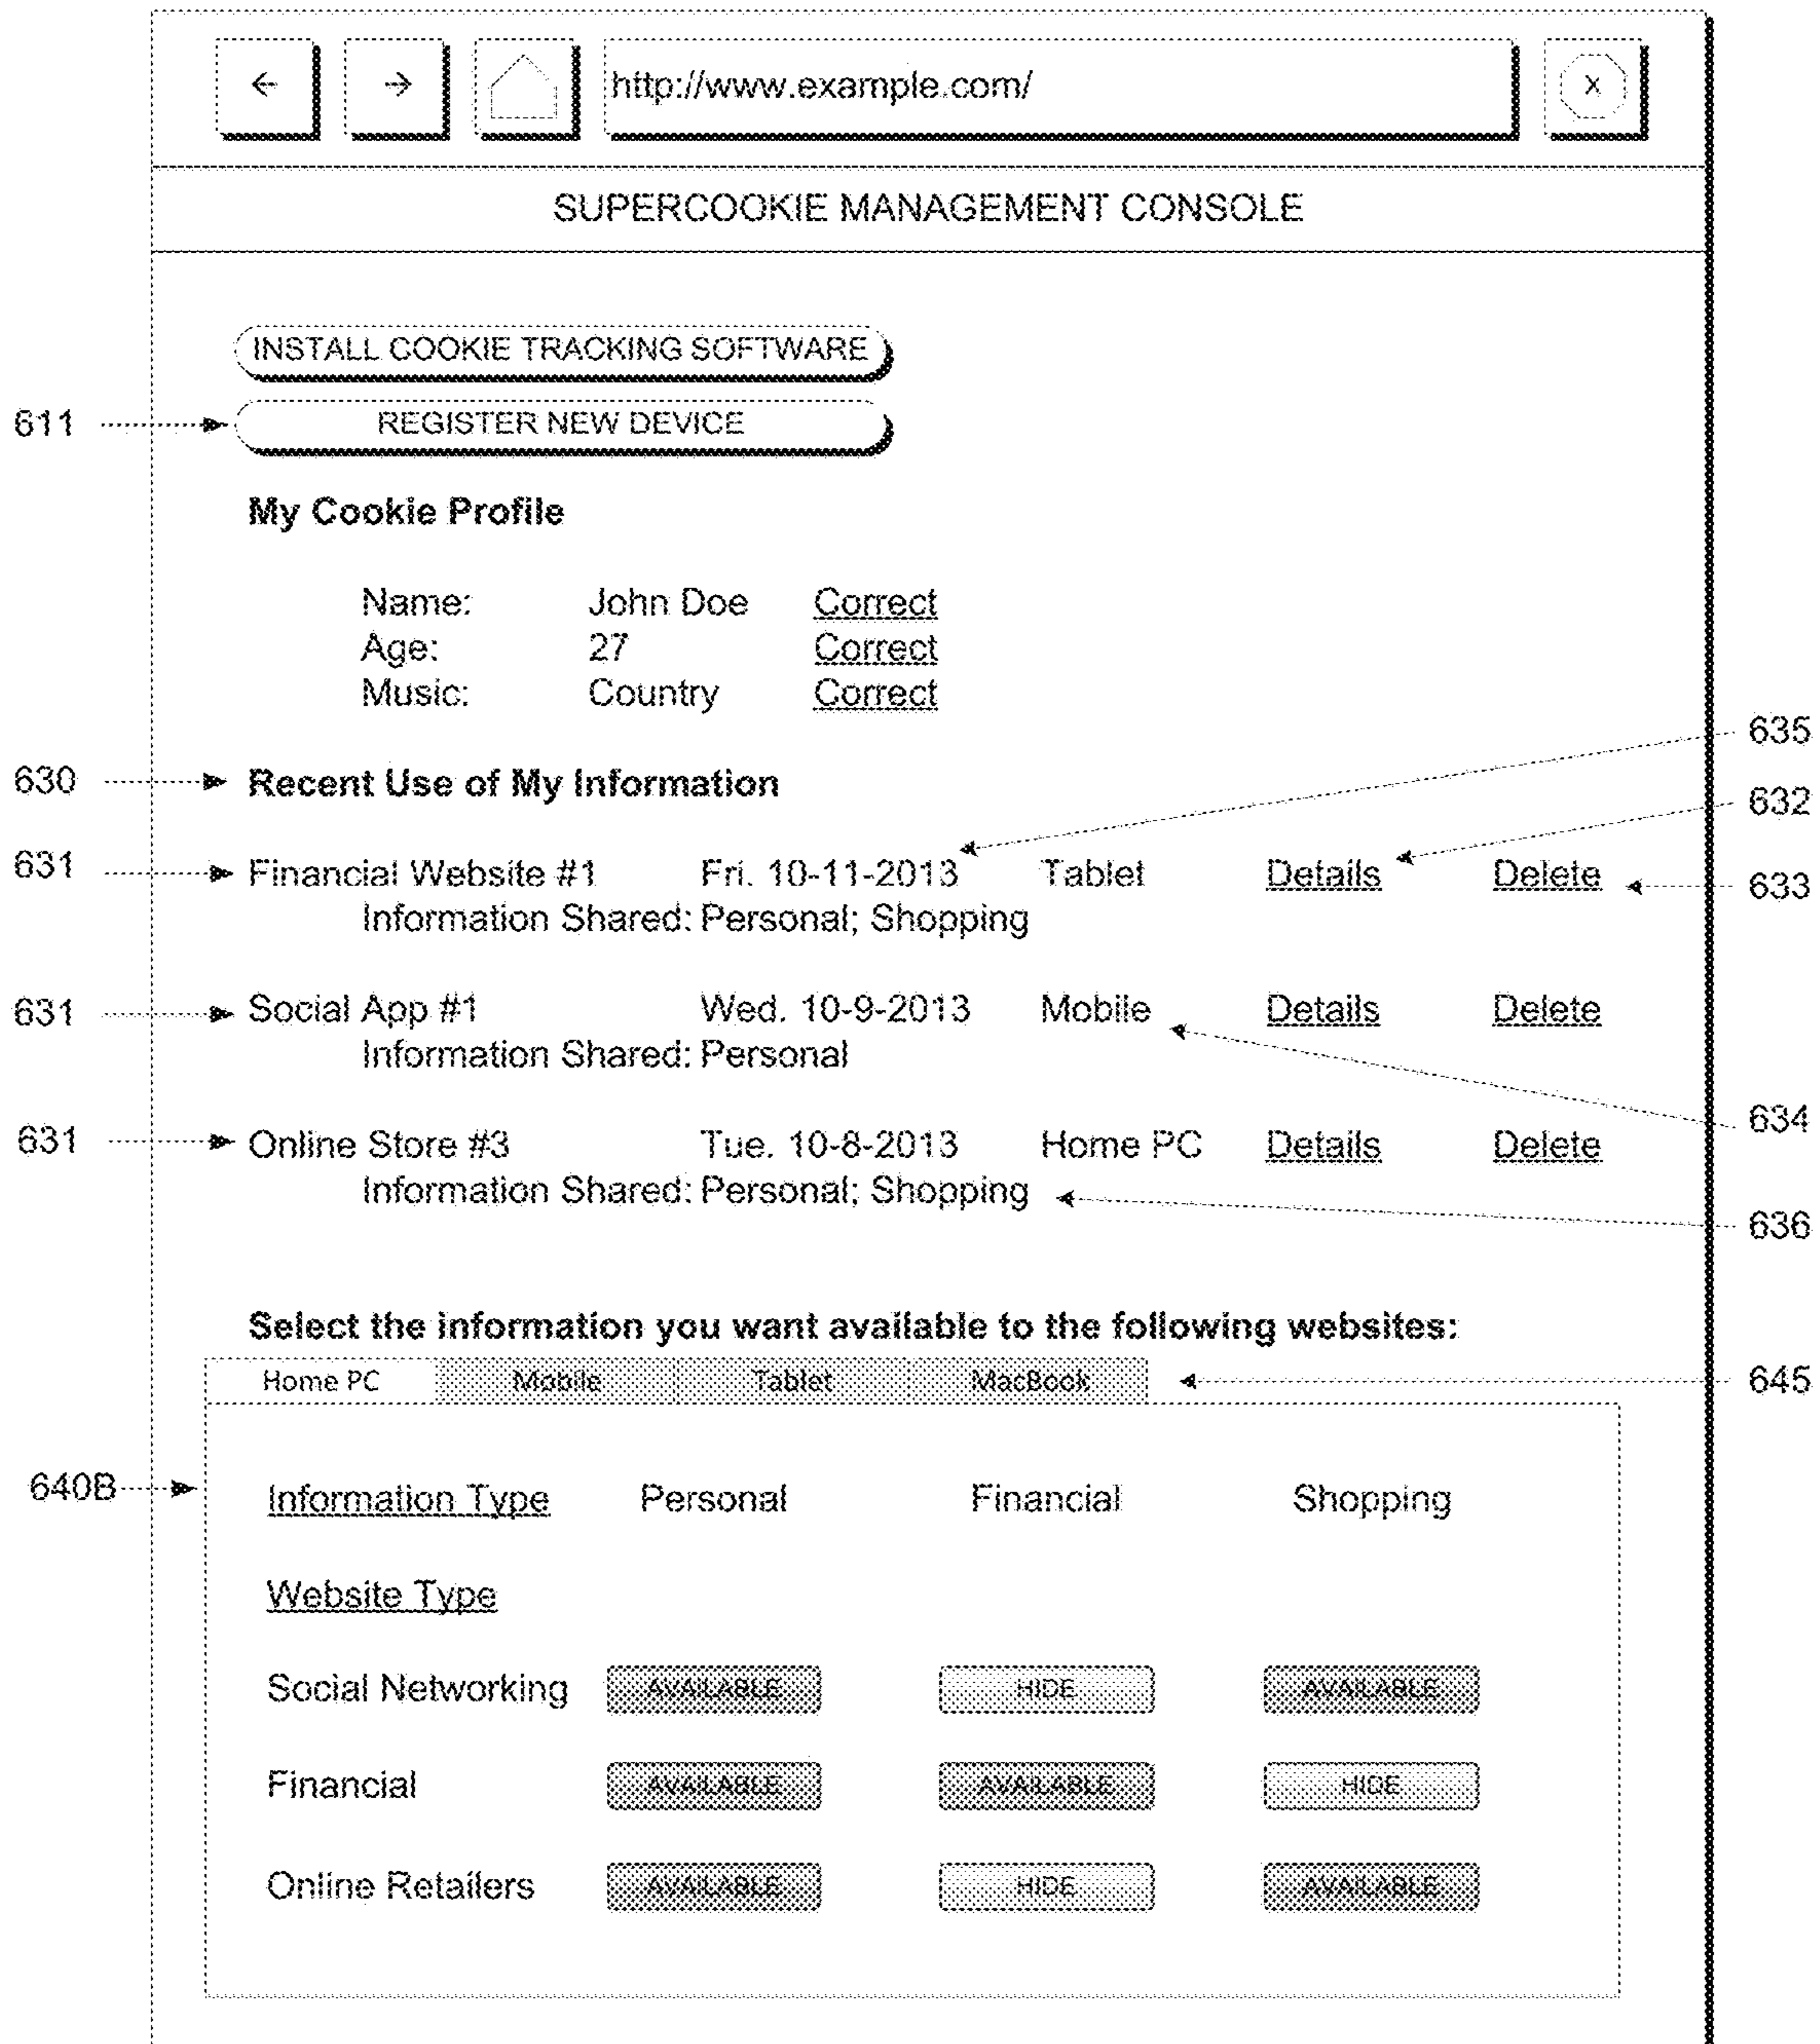 ← → http://www.example.com/ X
SUPERCOOKIE MANAGEMENT CONSOLE
INSTALL COOKIE TRACKING SOFTWARE
611 REGISTER NEW DEVICE
My Cookie Profile
Name: John Doe Correct
Age: 27 Correct
Music: Country Correct
635
630 Recent Use of My Information
632
631 Financial Website #1 Fri. 10-11-2013 Tablet Details Delete 633
Information Shared: Personal; Shopping
631 Social App #1 Wed. 10-9-2013 Mobile Details Delete
Information Shared: Personal
634
631 Online Store #3 Tue. 10-8-2013 Home PC Details Delete
Information Shared: Personal; Shopping
636
Select the information you want available to the following websites:
Home PC Mobile Tablet MacBook 645
640B Information Type Personal Financial Shopping
Website Type
Social Networking AVAILABLE HIDE AVAILABLE
Financial AVAILABLE AVAILABLE HIDE
Online Retailers AVAILABLE HIDE AVAILABLE